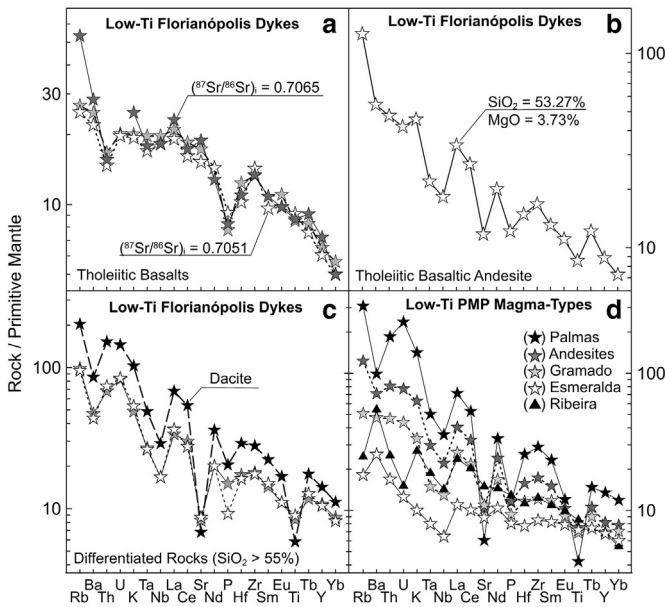 Low-Ti Florianópolis Dykes a
(⁸⁷Sr/⁸⁶Sr)ᵢ = 0.7065
(⁸⁷Sr/⁸⁶Sr)ᵢ = 0.7051
Tholeiitic Basalts
30
10
Low-Ti Florianópolis Dykes b
SiO₂ = 53.27%
MgO = 3.73%
Tholeiitic Basaltic Andesite
100
10
Rock / Primitive Mantle
Low-Ti Florianópolis Dykes
c
Dacite
Differentiated Rocks (SiO₂ > 55%)
100
10
Low-Ti PMP Magma-Types d
(★) Palmas
(★) Andesites
(★) Gramado
(☆) Esmeralda
(▲) Ribeira
100
10
Ba U Ta La Sr P Zr Eu Tb Yb
Rb Th K Nb Ce Nd Hf Sm Ti Y
Ba U Ta La Sr P Zr Eu Tb Yb
Rb Th K Nb Ce Nd Hf Sm Ti Y